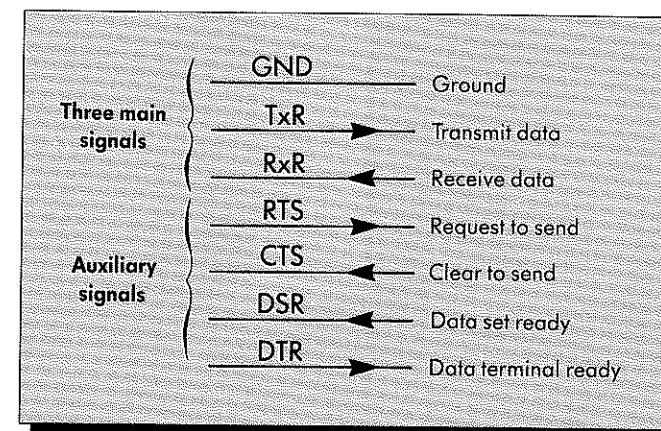 GND
Ground
Three main
signals
TxR
Transmit data
RxR
Receive data
RTS
Request to send
Auxiliary
signals
CTS
Clear to send
DSR
Data set ready
DTR
Data terminal ready